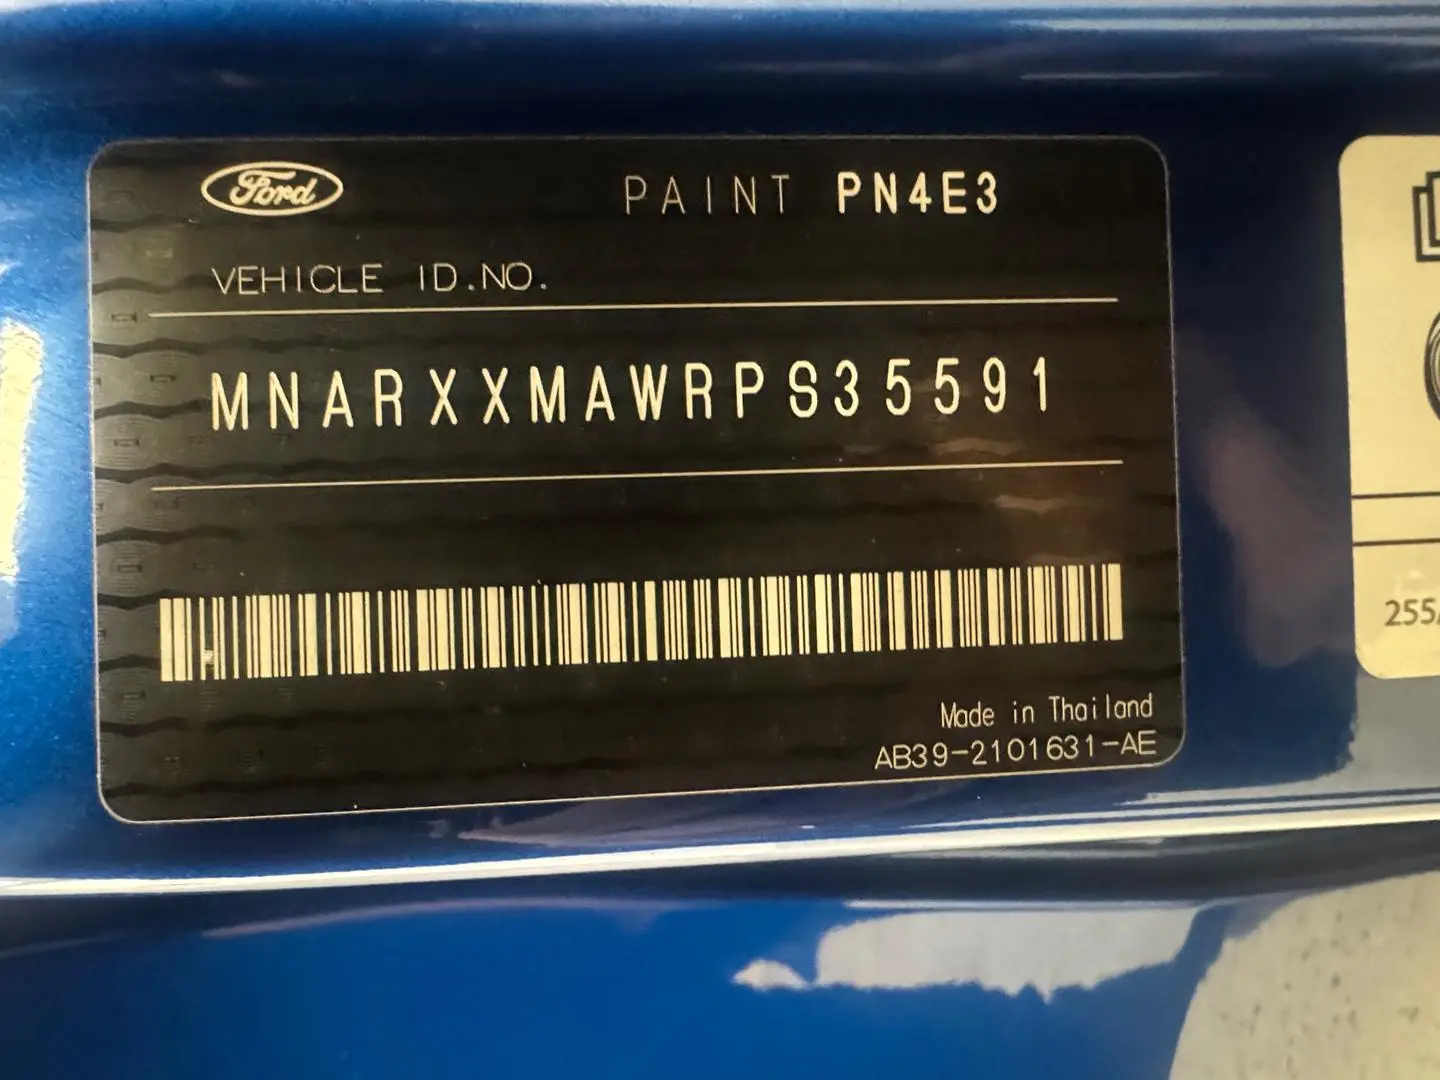 Ford
PAINT PN4E3
VEHICLE ID.NO.
MNARXXMAWRPS35591
Made in Thailand
AB39-2101631-AE
255/